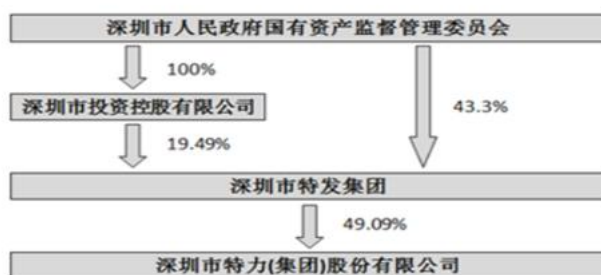 深圳市人民政府国有资产监督管理委员会
100%
深圳市投资控股有限公司
43.3%
19.49%
深圳市特发集团
49.09%
深圳市特力(集团)股份有限公司